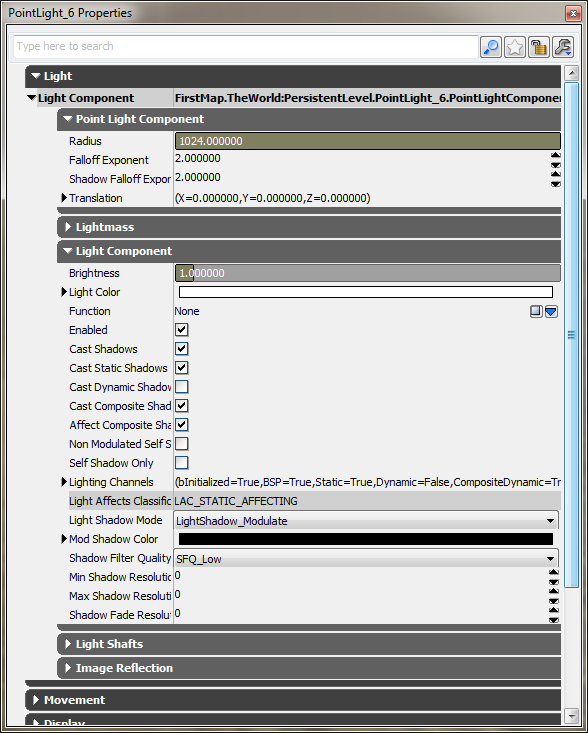 PointLight_6 Properties
Type here to search
Light
Light Component FirstMap.TheWorld:PersistentLevel.PointLight_6.PointLightComponen
Point Light Component
Radius 1024.000000
Falloff Exponent 2.000000
Shadow Falloff Expor 2.000000
Translation (X=0.000000,Y=0.000000,Z=0.000000)
Lightmass
Light Component
Brightness 1.000000
Light Color
Function None
Enabled
Cast Shadows
Cast Static Shadows
Cast Dynamic Shadow
Cast Composite Shad
Affect Composite Sha
Non Modulated Self S
Self Shadow Only
Lighting Channels (bInitialized=True,BSP=True,Static=True,Dynamic=False,CompositeDynamic=Tr
Light Affects Classific LAC_STATIC_AFFECTING
Light Shadow Mode LightShadow_Modulate
Mod Shadow Color
Shadow Filter Quality SFQ_Low
Min Shadow Resolutio 0
Max Shadow Resoluti 0
Shadow Fade Resolut 0
Light Shafts
Image Reflection
Movement
Display